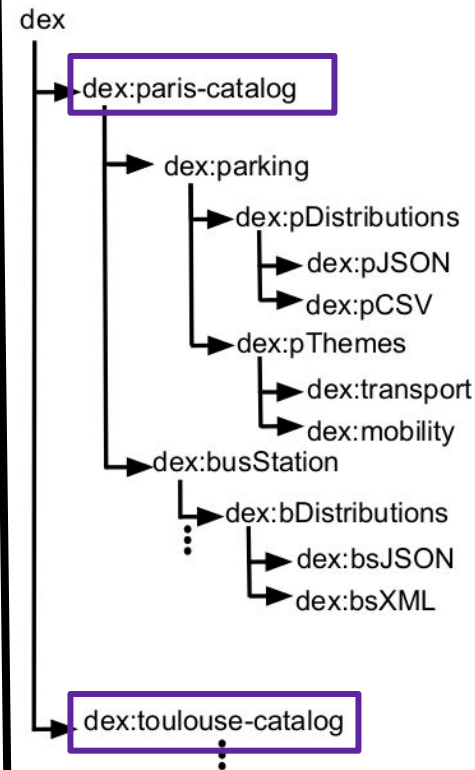 dex
dex:paris-catalog
dex:parking
dex:pDistributions
dex:pJSON
dex:pCSV
dex:pThemes
dex:transport
dex:mobility
dex:busStation
dex:bDistributions
dex:bsJSON
dex:bsXML
dex:toulouse-catalog